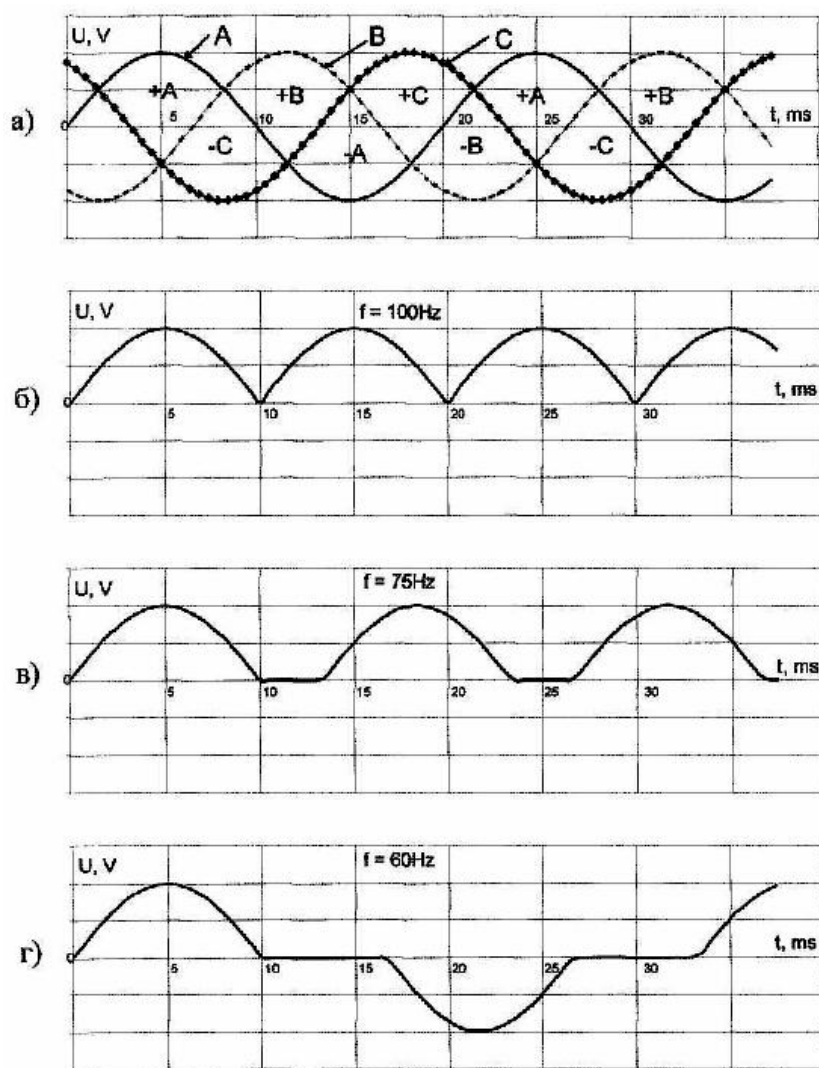 U, V A B C
+A +B +C +A +B
а) 0 5 10 15 20 25 30 t, ms
-C -A -B -C
U, V f = 100Hz
t, ms
б) 0 5 10 15 20 25 30
U, V f = 75Hz
t, ms
в) 0 5 10 15 20 25 30
U, V f = 60Hz
t, ms
г) 0 5 10 15 20 25 30